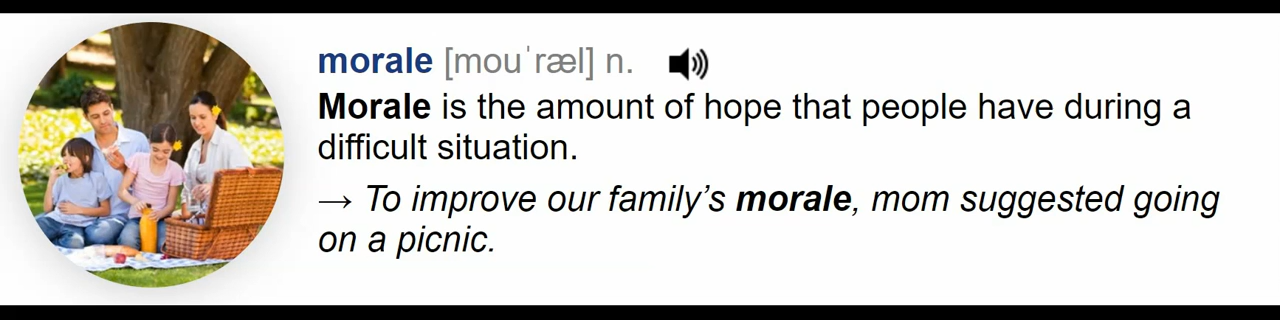 morale [mouˈræl] n.
Morale is the amount of hope that people have during a
difficult situation.
→ To improve our family’s morale, mom suggested going
on a picnic.